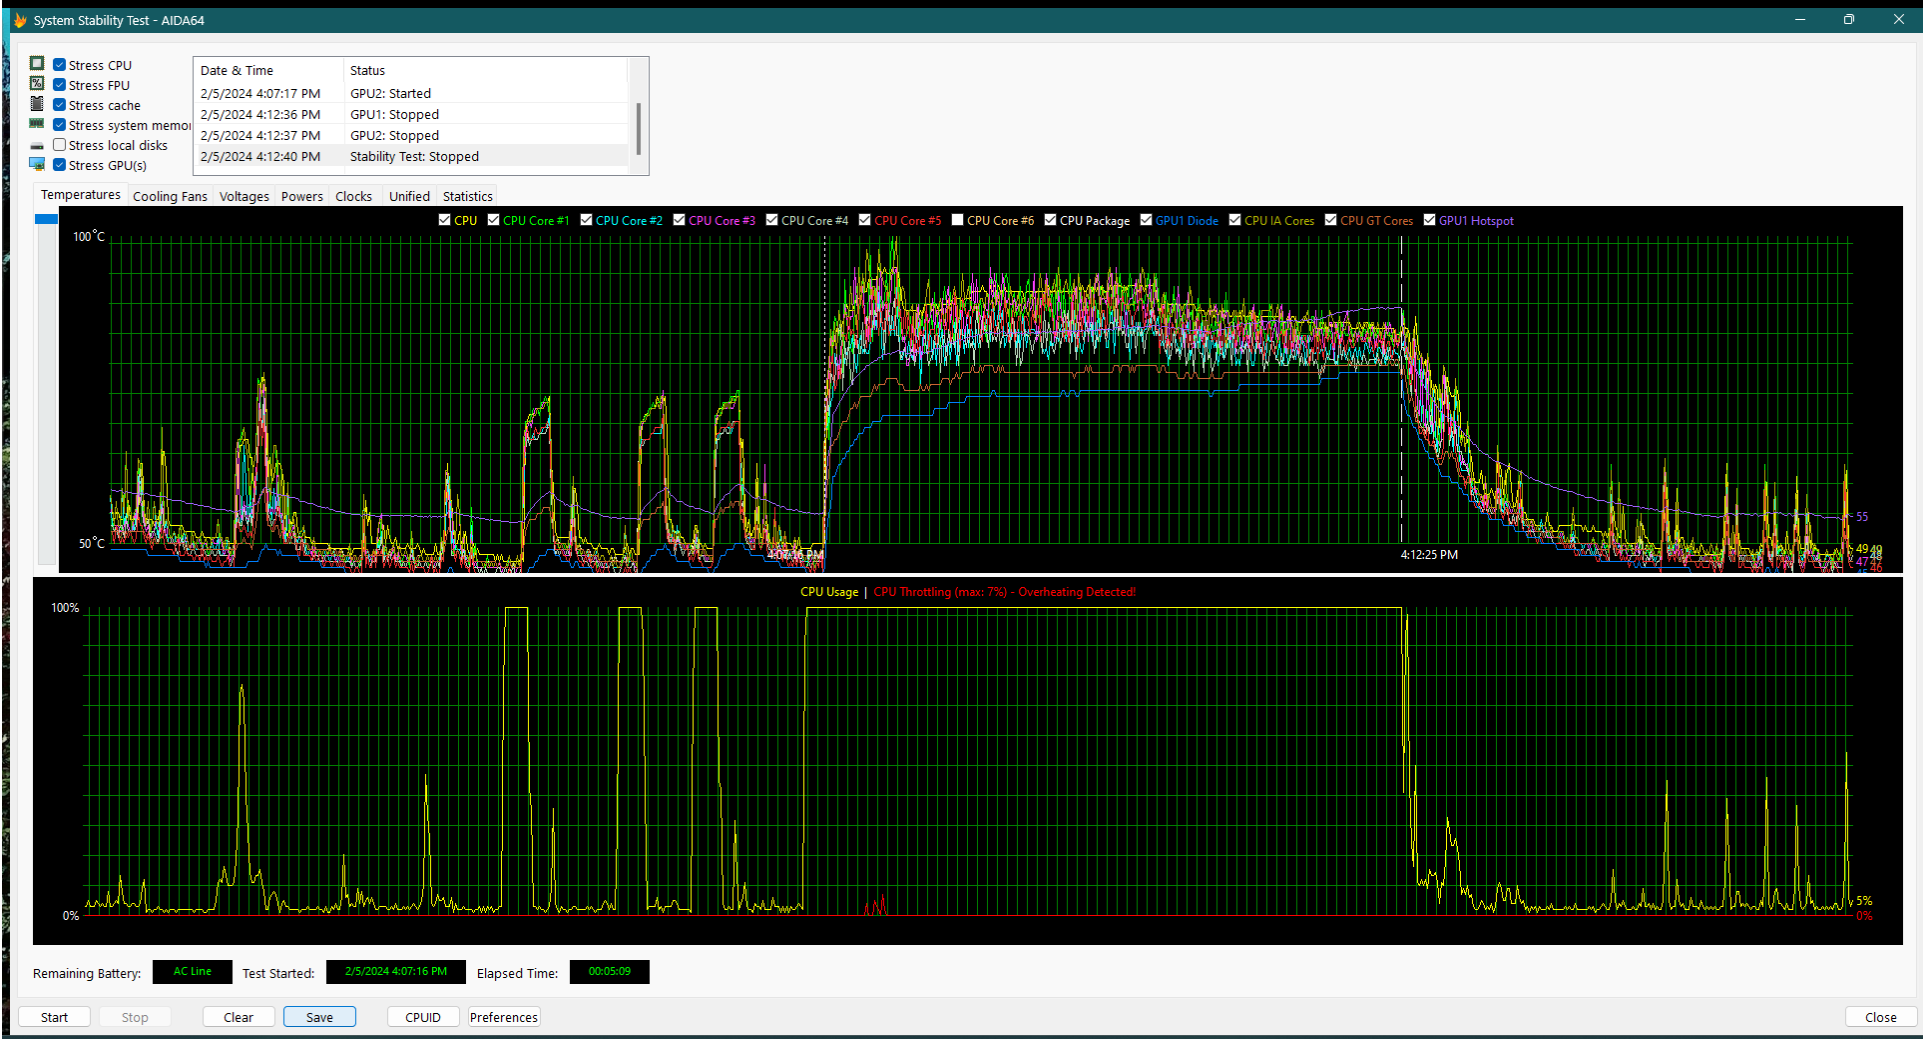 System Stability Test - AIDA64
Stress CPU
Stress FPU
Stress cache
Stress system memor
Stress local disks
Stress GPU(s)
Date & Time Status
2/5/2024 4:07:17 PM GPU2: Started
2/5/2024 4:12:36 PM GPU1: Stopped
2/5/2024 4:12:37 PM GPU2: Stopped
2/5/2024 4:12:40 PM Stability Test: Stopped
Temperatures Cooling Fans Voltages Powers Clocks Unified Statistics
CPU CPU Core #1 CPU Core #2 CPU Core #3 CPU Core #4 CPU Core #5 CPU Core #6 CPU Package GPU1 Diode CPU IA Cores CPU GT Cores GPU1 Hotspot
100°C
55
50°C
4:07:16 PM
4:12:25 PM
49
47
46
CPU Usage | CPU Throttling (max: 7%) - Overheating Detected!
100%
5%
0%
0%
Remaining Battery: AC Line Test Started: 2/5/2024 4:07:16 PM Elapsed Time: 00:05:09
Start Stop Clear Save CPUID Preferences Close